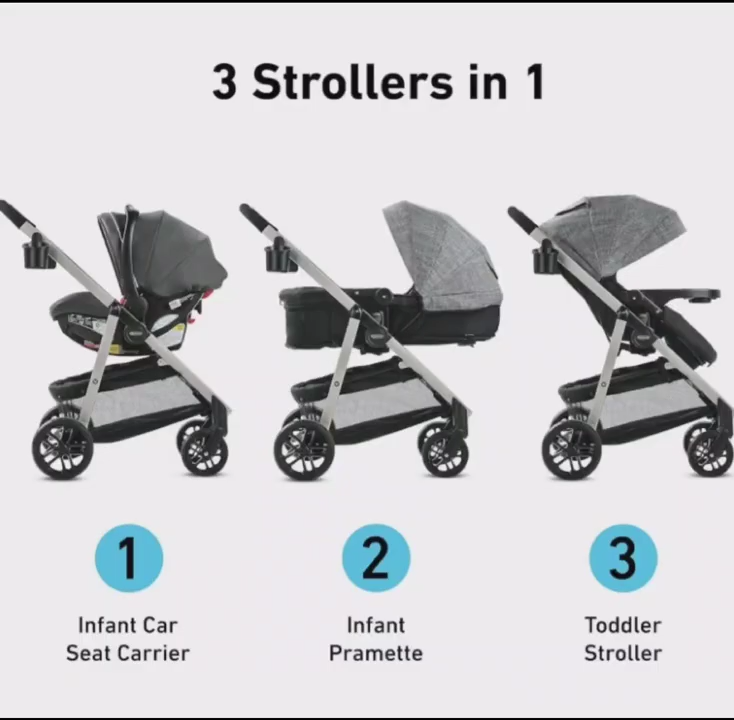 3 Strollers in 1
1
2
3
Infant Car
Seat Carrier
Infant
Pramette
Toddler
Stroller